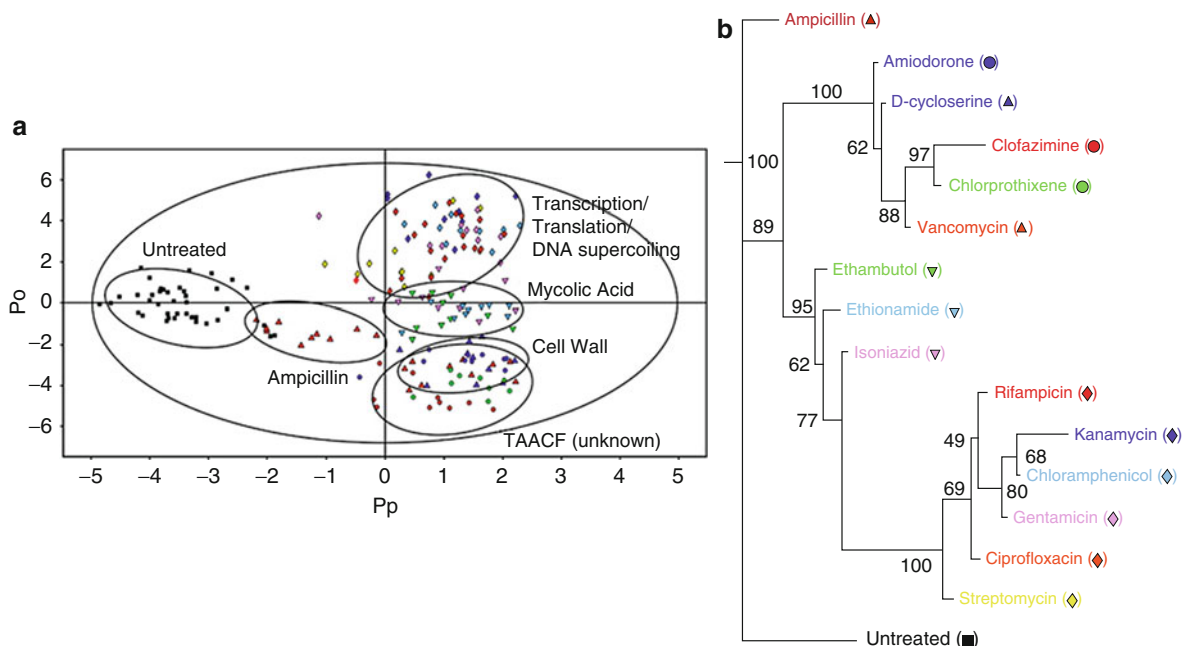 a
6
4
2
0
−2
−4
−6
Po
−5 −4 −3 −2 −1 0 1 2 3 4 5
Pp
Untreated
Ampicillin
Transcription/
Translation/
DNA supercoiling
Mycolic Acid
Cell Wall
TAACF (unknown)
b
Ampicillin (▲)
Amiodorone (●)
D-cycloserine (▲)
Clofazimine (●)
Chlorprothixene (●)
Vancomycin (▲)
Ethambutol (▼)
Ethionamide (▼)
Isoniazid (▼)
Rifampicin (◆)
Kanamycin (◆)
Chloramphenicol (◆)
Gentamicin (◆)
Ciprofloxacin (◆)
Streptomycin (◆)
Untreated (■)
100
100
62
97
88
89
95
62
77
49
68
80
69
100